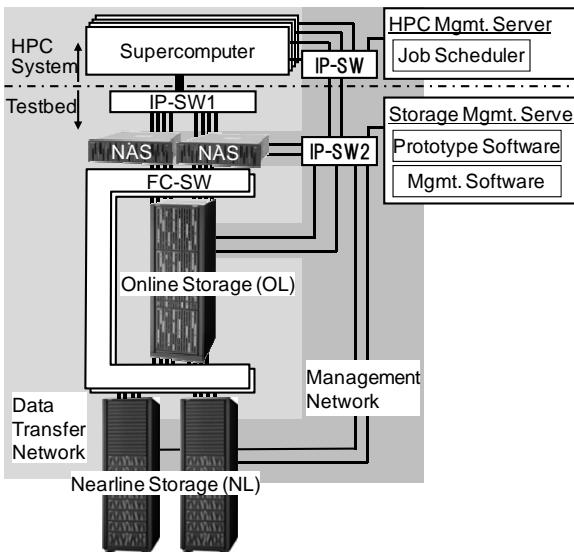 HPC
System
Supercomputer
IP-SW
HPC Mgmt. Server
Job Scheduler
Testbed
IP-SW1
NAS
NAS
IP-SW2
Storage Mgmt. Server
Prototype Software
Mgmt. Software
FC-SW
Online Storage (OL)
Management
Network
Data
Transfer
Network
Nearline Storage (NL)